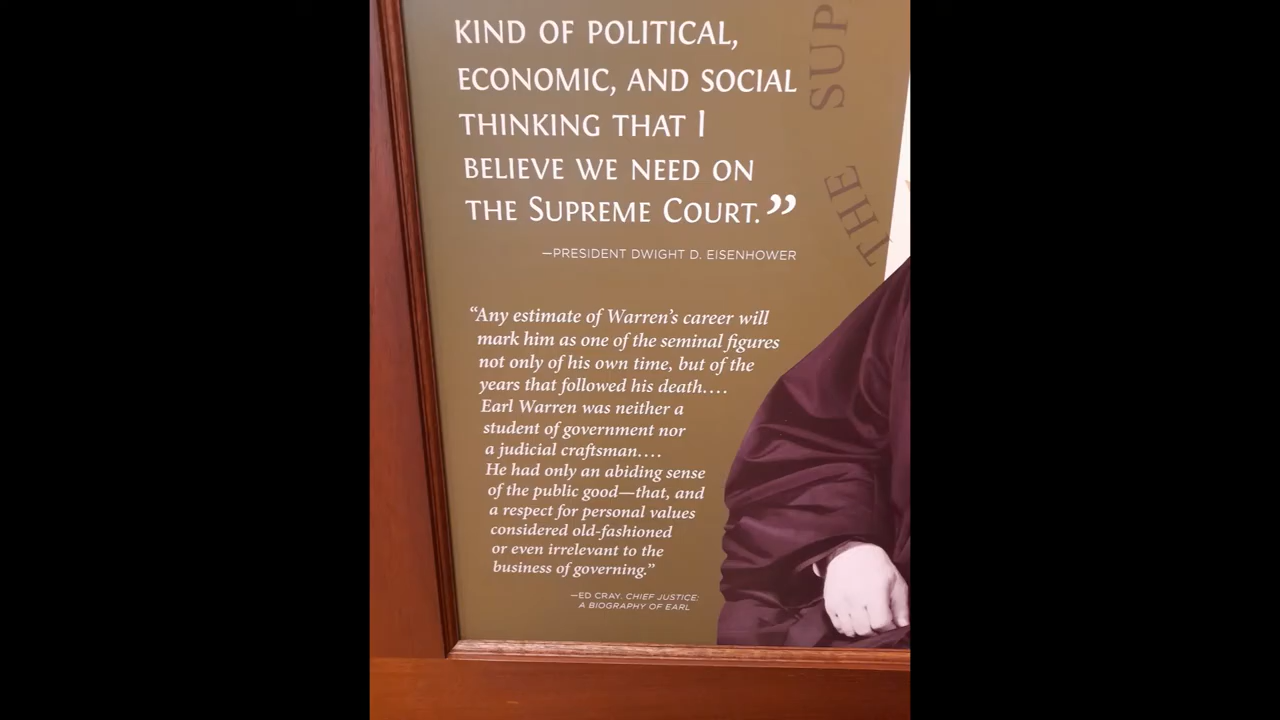 KIND OF POLITICAL,
ECONOMIC, AND SOCIAL
THINKING THAT I
BELIEVE WE NEED ON
THE SUPREME COURT.”
—PRESIDENT DWIGHT D. EISENHOWER
“Any estimate of Warren’s career will
mark him as one of the seminal figures
not only of his own time, but of the
years that followed his death....
Earl Warren was neither a
student of government nor
a judicial craftsman....
He had only an abiding sense
of the public good—that, and
a respect for personal values
considered old-fashioned
or even irrelevant to the
business of governing.”
—ED CRAY, CHIEF JUSTICE:
A BIOGRAPHY OF EARL
THE SUP